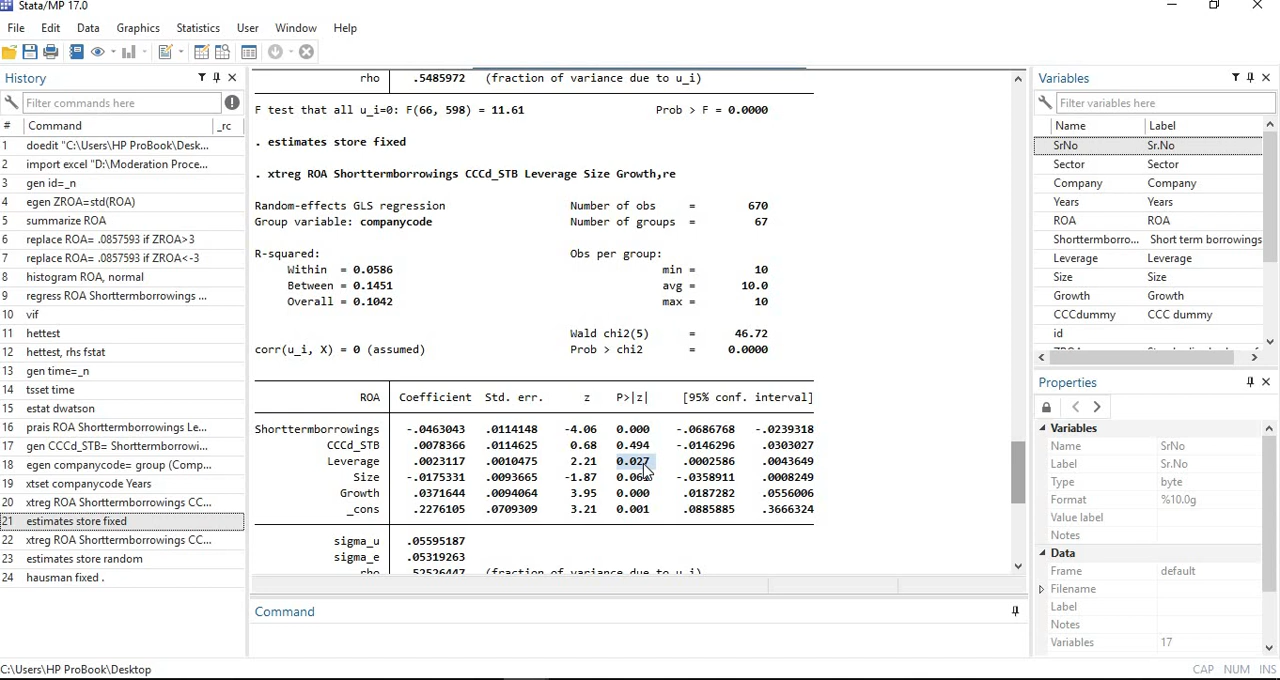 Stata/MP 17.0
File Edit Data Graphics Statistics User Window Help
History
Filter commands here
# Command _rc
1 doedit "C:\Users\HP ProBook\Desk...
2 import excel "D:\Moderation Proce...
3 gen id=_n
4 egen ZROA=std(ROA)
5 summarize ROA
6 replace ROA= .0857593 if ZROA>3
7 replace ROA= .0857593 if ZROA<-3
8 histogram ROA, normal
9 regress ROA Shorttermborrowings ...
10 vif
11 hettest
12 hettest, rhs fstat
13 gen time=_n
14 tsset time
15 estat dwatson
16 prais ROA Shorttermborrowings Le...
17 gen CCCd_STB= Shorttermborrowi...
18 egen companycode= group (Comp...
19 xtset companycode Years
20 xtreg ROA Shorttermborrowings CC...
21 estimates store fixed
22 xtreg ROA Shorttermborrowings CC...
23 estimates store random
24 hausman fixed .
rho .5485972 (fraction of variance due to u_i)
F test that all u_i=0: F(66, 598) = 11.61 Prob > F = 0.0000
. estimates store fixed
. xtreg ROA Shorttermborrowings CCCd_STB Leverage Size Growth,re
Random-effects GLS regression Number of obs = 670
Group variable: companycode Number of groups = 67
R-squared: Obs per group:
Within = 0.0586 min = 10
Between = 0.1451 avg = 10.0
Overall = 0.1042 max = 10
Wald chi2(5) = 46.72
corr(u_i, X) = 0 (assumed) Prob > chi2 = 0.0000
ROA Coefficient Std. err. z P>|z| [95% conf. interval]
Shorttermborrowings -.0463043 .0114148 -4.06 0.000 -.0686768 -.0239318
CCCd_STB .0078366 .0114625 0.68 0.494 -.0146296 .0303027
Leverage .0023117 .0010475 2.21 0.027 .0002586 .0043649
Size -.0175331 .0093665 -1.87 -.0358911 .0008249
Growth .0371644 .0094064 3.95 0.000 .0187282 .0556006
_cons .2276105 .0709309 3.21 0.001 .0885883 .3666324
sigma_u .05595187
sigma_e .05319263
rho .52526447 (fraction of variance due to u_i)
Command
Variables
Filter variables here
Name Label
SrNo Sr.No
Sector Sector
Company Company
Years Years
ROA ROA
Shorttermborro... Short term borrowings
Leverage Leverage
Size Size
Growth Growth
CCCdummy CCC dummy
id
Properties
Variables
Name SrNo
Label Sr.No
Type byte
Format %10.0g
Value label
Notes
Data
Frame default
Filename
Label
Notes
Variables 17
C:\Users\HP ProBook\Desktop
CAP NUM INS